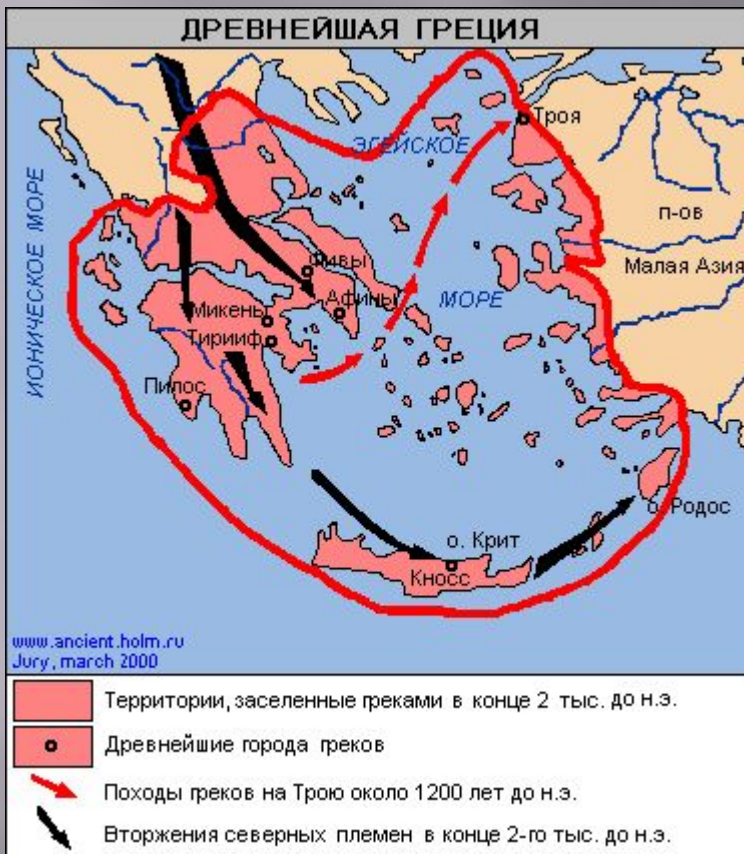 ДРЕВНЕЙШАЯ ГРЕЦИЯ
Троя
ЭГЕЙСКОЕ
ИОНИЧЕСКОЕ МОРЕ
п-ов
Малая Азия
Фивы
МОРЕ
Афины
Микены
Тирииф
Пилос
о. Родос
о. Крит
Кносс
www.ancient.holm.ru
Jury, march 2000
Территории, заселенные греками в конце 2 тыс. до н.э.
Древнейшие города греков
Походы греков на Трою около 1200 лет до н.э.
Вторжения северных племен в конце 2-го тыс. до н.э.